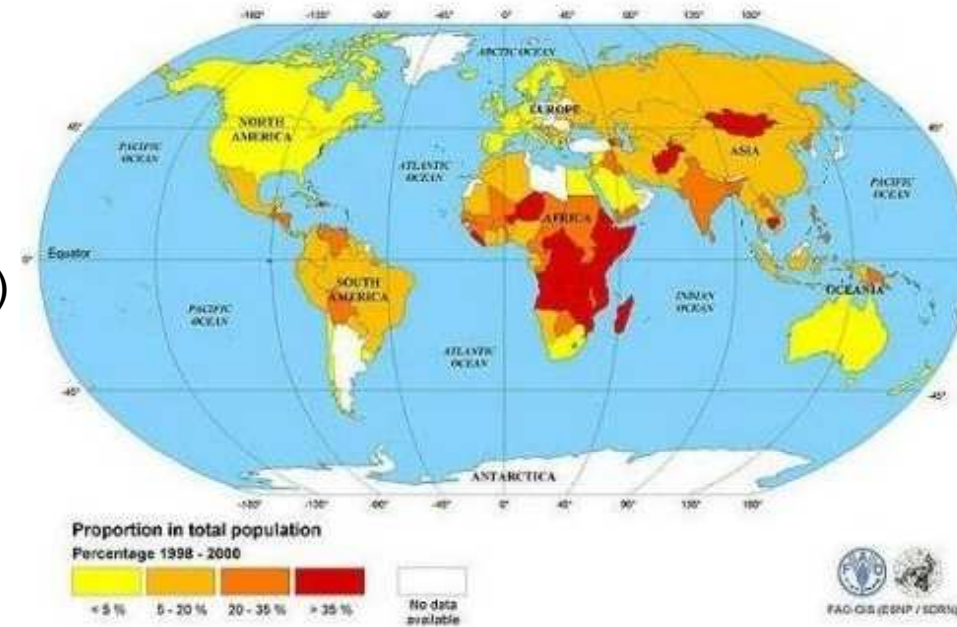 -180° -135° -90° -45° 0° 45° 90° 135° 180°
ARCTIC OCEAN
NORTH
AMERICA
EUROPE
ASIA
45° 45°
PACIFIC
OCEAN
ATLANTIC
OCEAN
PACIFIC
OCEAN
AFRICA
Equator
0° 0°
)
SOUTH
AMERICA
INDIAN
OCEAN
OCEANIA
PACIFIC
OCEAN
ATLANTIC
OCEAN
-45° -45°
ANTARCTICA
-180° -135° -90° -45° 0° 45° 90° 135° 180°
Proportion in total population
Percentage 1998 - 2000
< 5 % 5 - 20 % 20 - 35 % > 35 %
No data
available
FAO-GIS (ESNP / SDRN)